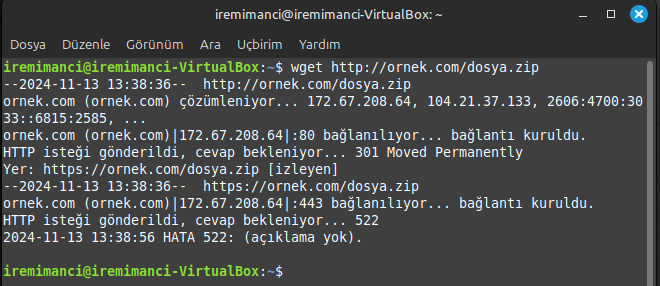 iremimanci@iremimanci-VirtualBox: ~
Dosya Düzenle Görünüm Ara Uçbirim Yardım
iremimanci@iremimanci-VirtualBox:~$ wget http://ornek.com/dosya.zip
--2024-11-13 13:38:36--  http://ornek.com/dosya.zip
ornek.com (ornek.com) çözümleniyor... 172.67.208.64, 104.21.37.133, 2606:4700:30
33::6815:2585, ...
ornek.com (ornek.com)|172.67.208.64|:80 bağlanılıyor... bağlantı kuruldu.
HTTP isteği gönderildi, cevap bekleniyor... 301 Moved Permanently
Yer: https://ornek.com/dosya.zip [izleyen]
--2024-11-13 13:38:36--  https://ornek.com/dosya.zip
ornek.com (ornek.com)|172.67.208.64|:443 bağlanılıyor... bağlantı kuruldu.
HTTP isteği gönderildi, cevap bekleniyor... 522
2024-11-13 13:38:56 HATA 522: (açıklama yok).
iremimanci@iremimanci-VirtualBox:~$